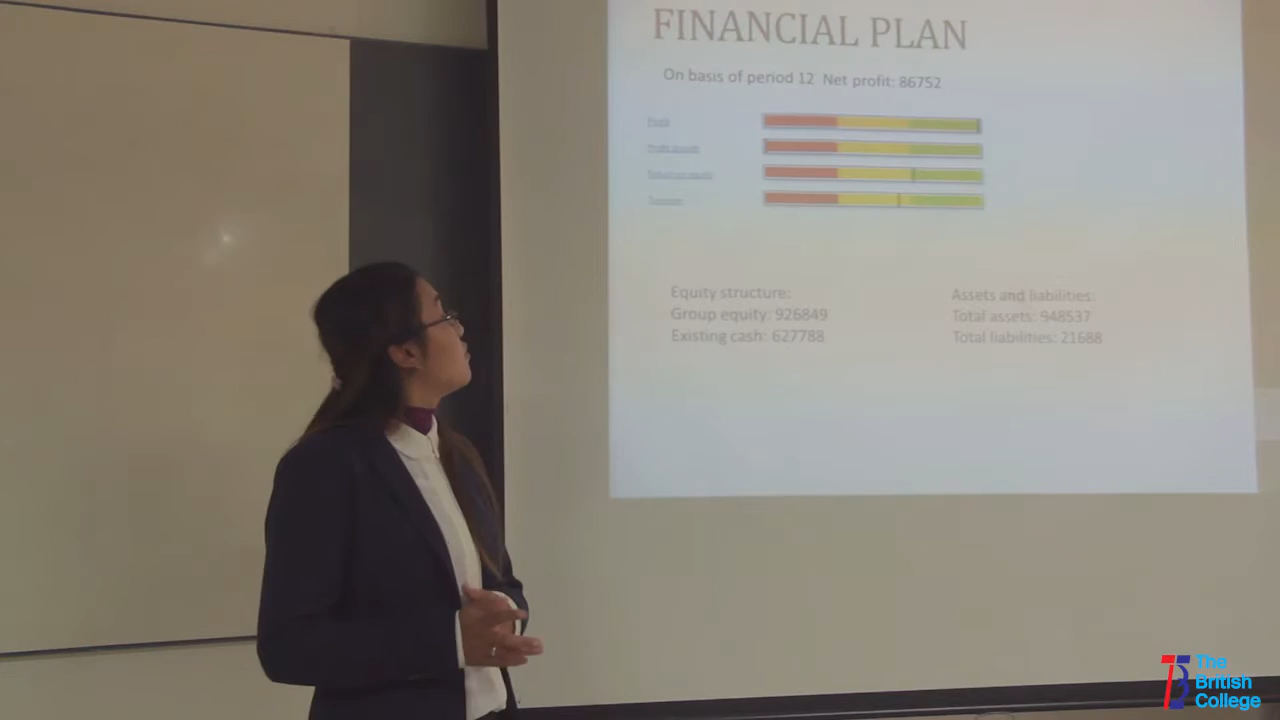 FINANCIAL PLAN
On basis of period 12 Net profit: 86752
Profit
Equity structure:
Group equity: 926849
Existing cash: 627788
Assets and liabilities:
Total assets: 948537
Total liabilities: 21688
The
British
College